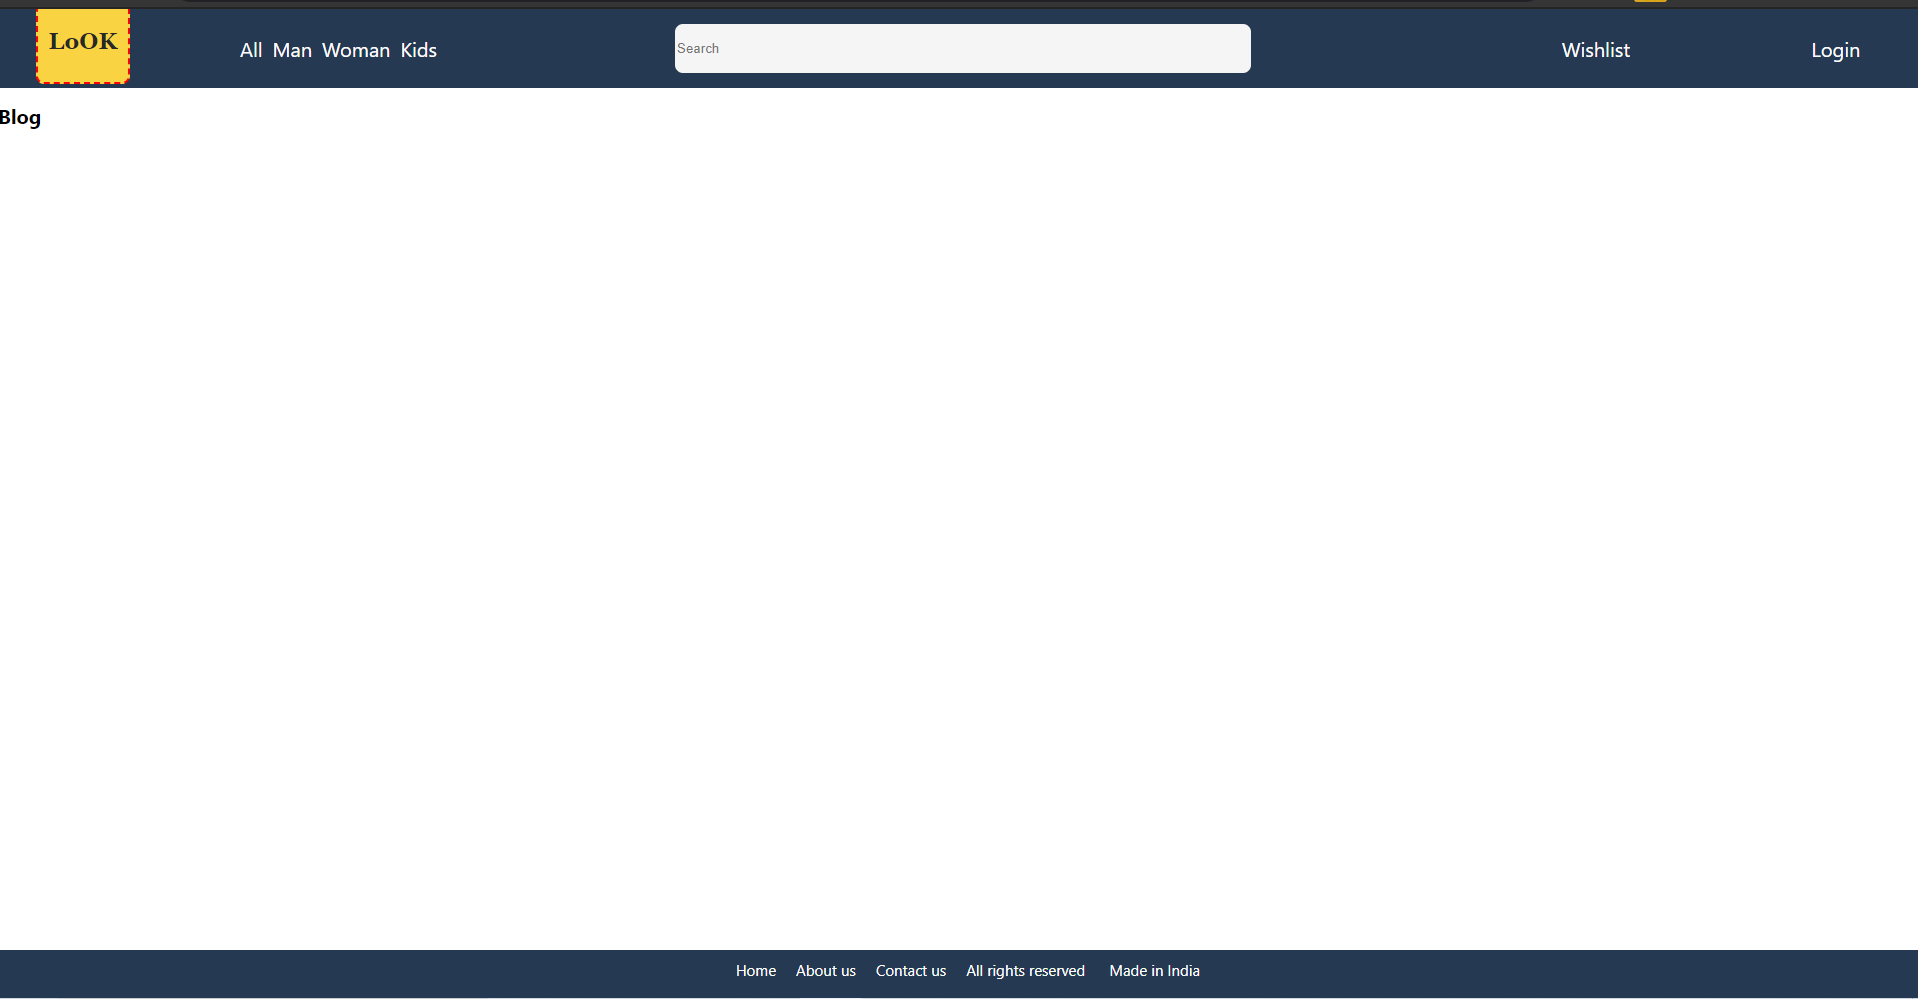 LoOK
All Man Woman Kids
Search
Wishlist
Login
Blog
Home About us Contact us All rights reserved Made in India